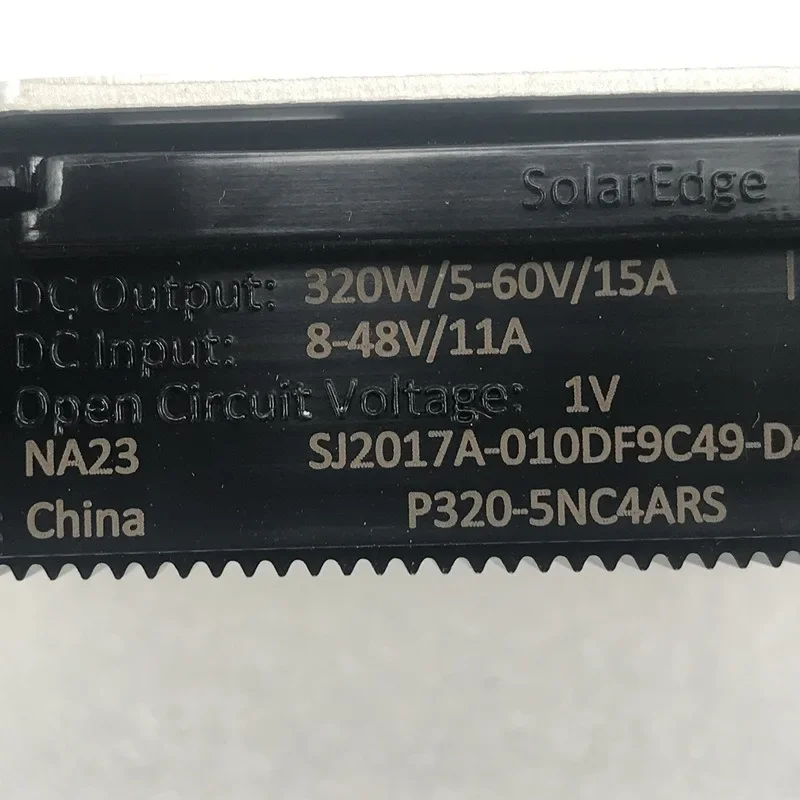 SolarEdge
DC Output: 320W/5-60V/15A
DC Input: 8-48V/11A
Open Circuit Voltage: 1V
NA23 SJ2017A-010DF9C49-D4
China P320-5NC4ARS